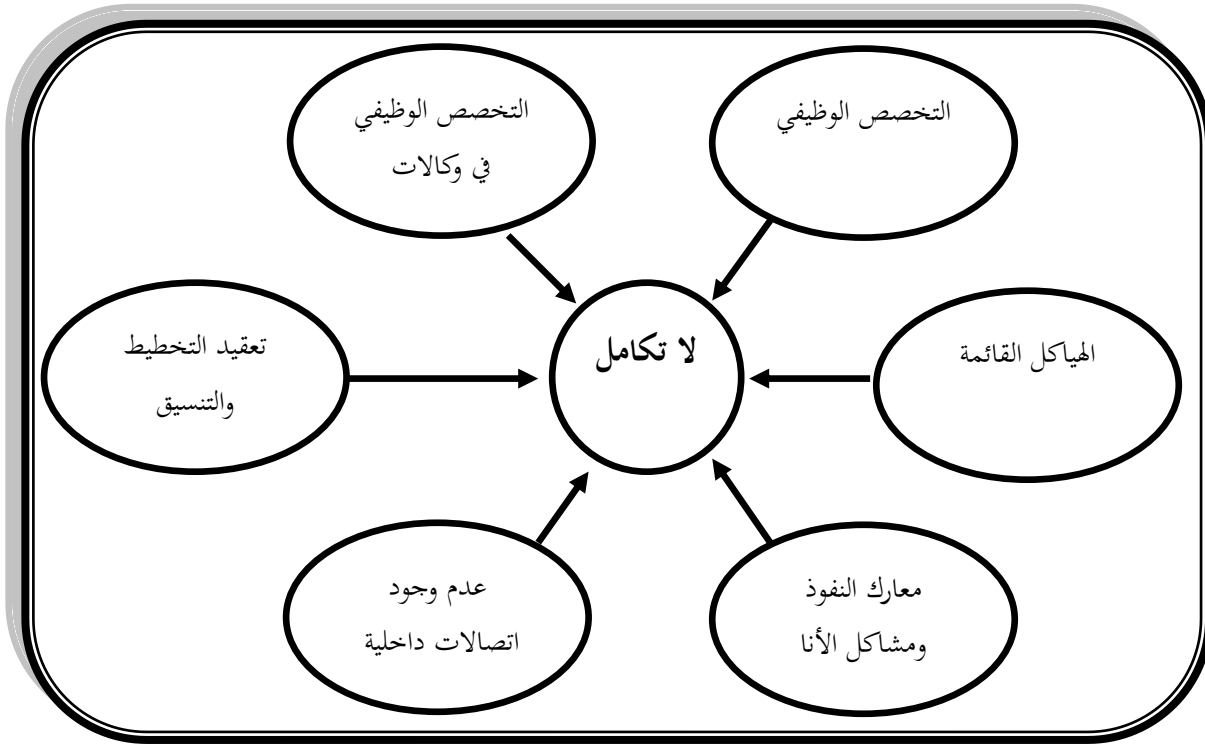 التخصص الوظيفي
التخصص الوظيفي
في وكالات
لا تكامل
الهياكل القائمة
تعقيد التخطيط
والتنسيق
معارك النفوذ
ومشاكل الأنا
عدم وجود
اتصالات داخلية